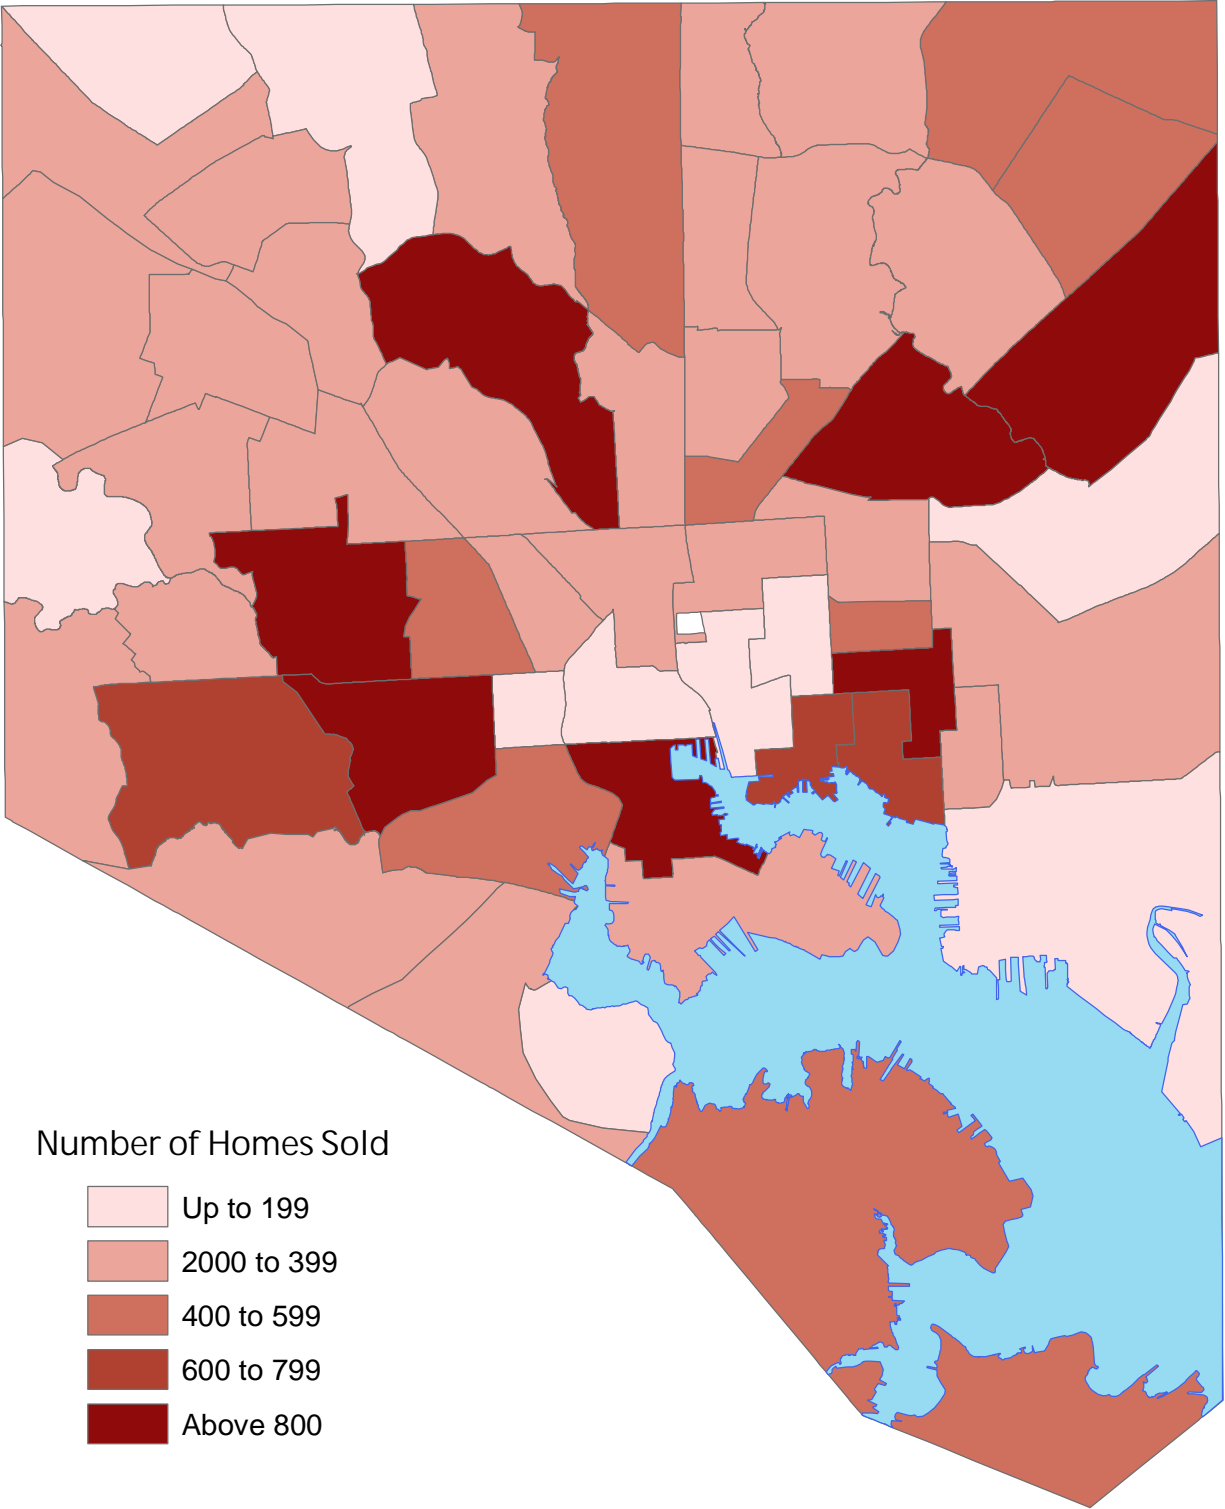 Number of Homes Sold
Up to 199
2000 to 399
400 to 599
600 to 799
Above 800